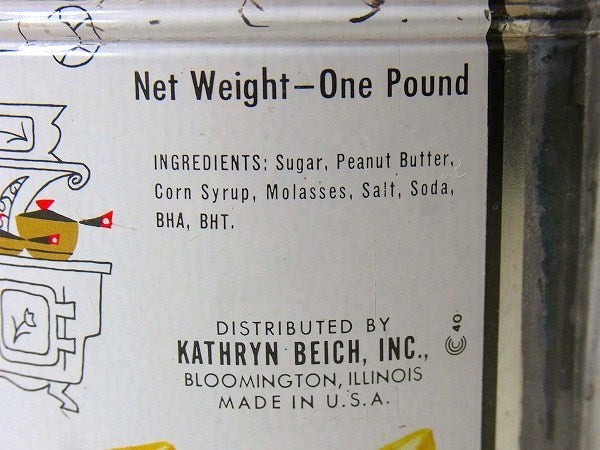 Net Weight—One Pound
INGREDIENTS: Sugar, Peanut Butter,
Corn Syrup, Molasses, Salt, Soda,
BHA, BHT.
DISTRIBUTED BY
KATHRYN BEICH, INC.,
BLOOMINGTON, ILLINOIS
MADE IN U.S.A.
© 40